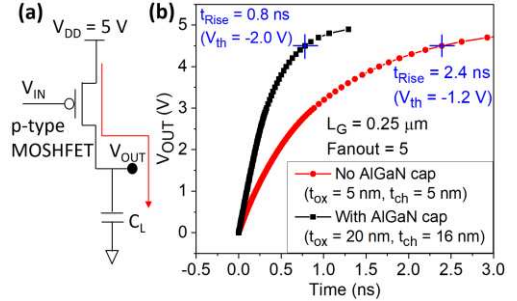 (a)
V_DD = 5 V
V_IN
p-type
MOSHFET
V_OUT
C_L
(b)
t_Rise = 0.8 ns
(V_th = -2.0 V)
t_Rise = 2.4 ns
(V_th = -1.2 V)
L_G = 0.25 μm
Fanout = 5
No AlGaN cap
(t_ox = 5 nm, t_ch = 5 nm)
With AlGaN cap
(t_ox = 20 nm, t_ch = 16 nm)
V_OUT (V)
5
4
3
2
1
0
0.0 0.5 1.0 1.5 2.0 2.5 3.0
Time (ns)